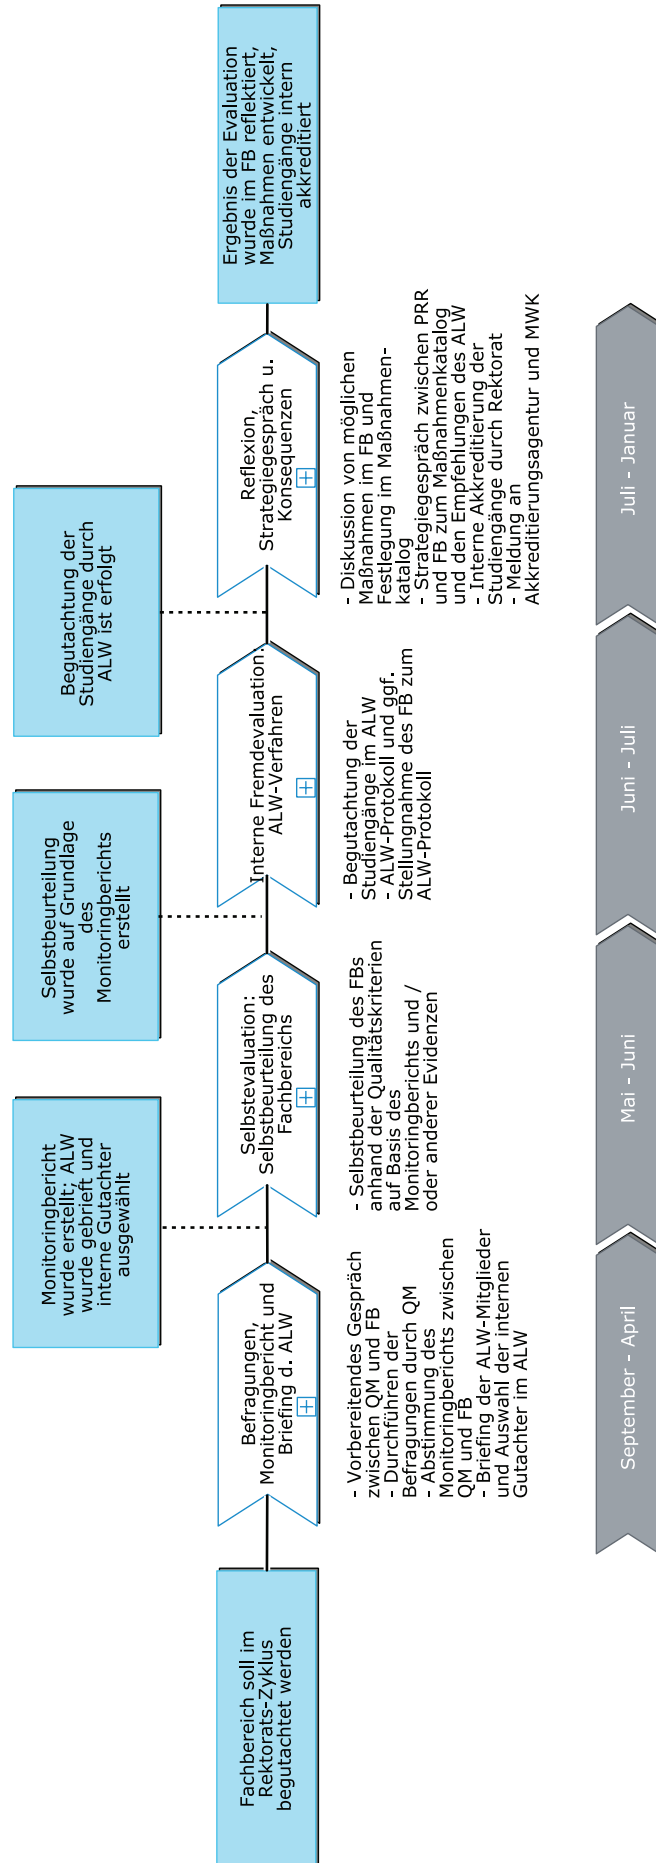 Fachbereich soll im
Rektorats-Zyklus
begutachtet werden
Befragungen,
Monitoringbericht und
Briefing d. ALW
Monitoringbericht
wurde erstellt; ALW
wurde gebrieft und
interne Gutachter
ausgewählt
Selbstevaluation:
Selbstbeurteilung des
Fachbereichs
Selbstbeurteilung
wurde auf Grundlage
des
Monitoringberichts
erstellt
Interne Fremdevaluation:
ALW-Verfahren
Begutachtung der
Studiengänge durch
ALW ist erfolgt
Reflexion,
Strategiegespräch u.
Konsequenzen
Ergebnis der Evaluation
wurde im FB reflektiert,
Maßnahmen entwickelt,
Studiengänge intern
akkreditiert
- Vorbereitendes Gespräch
zwischen QM und FB
- Durchführen der
Befragungen durch QM
- Abstimmung des
Monitoringberichts zwischen
QM und FB
- Briefing der ALW-Mitglieder
und Auswahl der internen
Gutachter im ALW
- Selbstbeurteilung des FBs
anhand der Qualitätskriterien
auf Basis des
Monitoringberichts und /
oder anderer Evidenzen
- Begutachtung der
Studiengänge im ALW
- ALW-Protokoll und ggf.
Stellungnahme des FB zum
ALW-Protokoll
- Diskussion von möglichen
Maßnahmen im FB und
Festlegung im Maßnahmen-
katalog
- Strategiegespräch zwischen PRR
und FB zum Maßnahmenkatalog
und den Empfehlungen des ALW
- Interne Akkreditierung der
Studiengänge durch Rektorat
- Meldung an
Akkreditierungsagentur und MWK
September - April
Mai - Juni
Juni - Juli
Juli - Januar